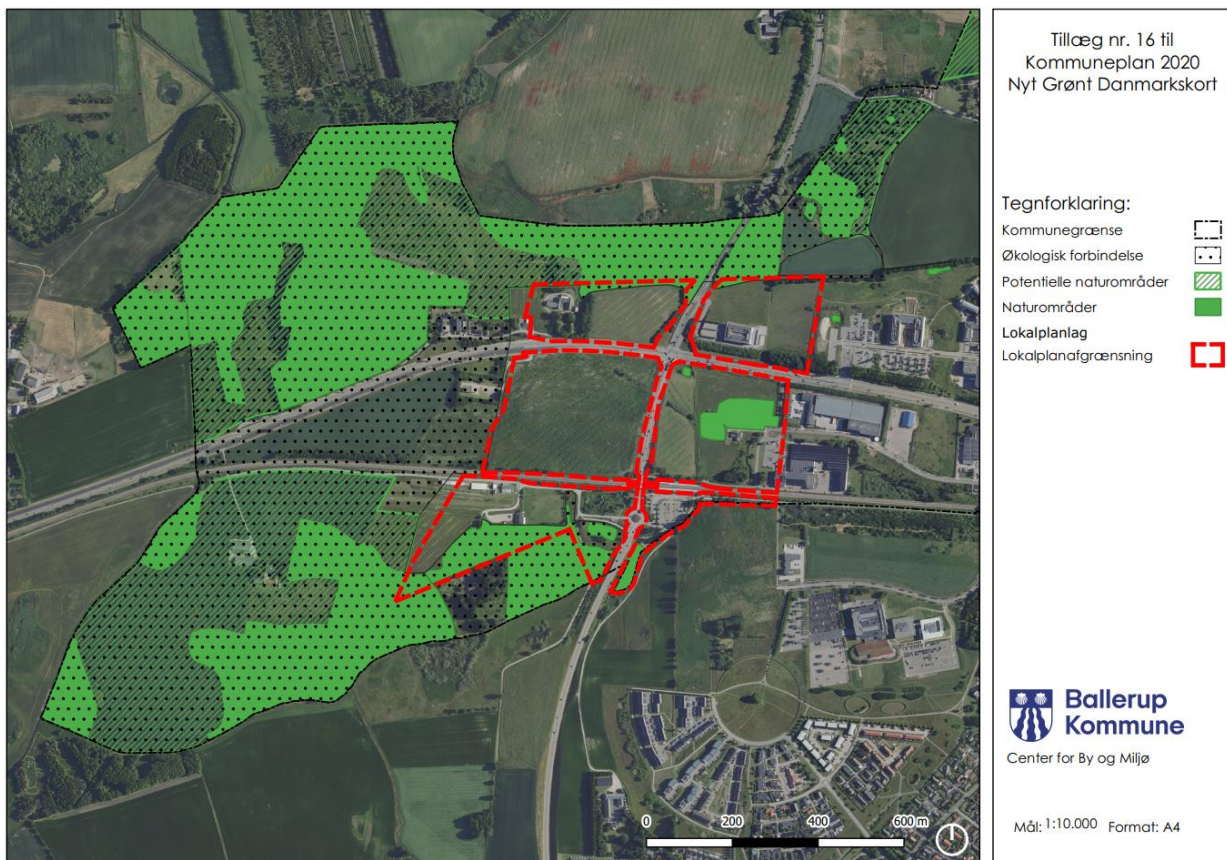 Tillæg nr. 16 til
Kommuneplan 2020
Nyt Grønt Danmarkskort
Tegnforklaring:
Kommunegrænse
Økologisk forbindelse
Potentielle naturområder
Naturområder
Lokalplanlag
Lokalplanafgrænsning
Ballerup
Kommune
Center for By og Miljø
Mål: 1:10.000 Format: A4
0 200 400 600 m